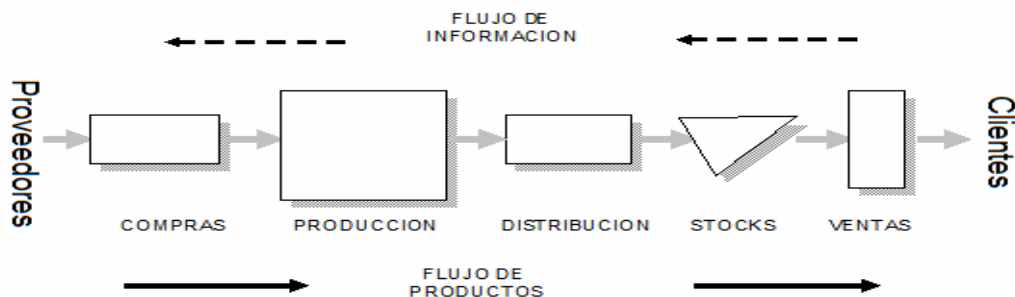 FLUJO DE
INFORMACION
Proveedores
Clientes
COMPRAS
PRODUCCION
DISTRIBUCION
STOCKS
VENTAS
FLUJO DE
PRODUCTOS